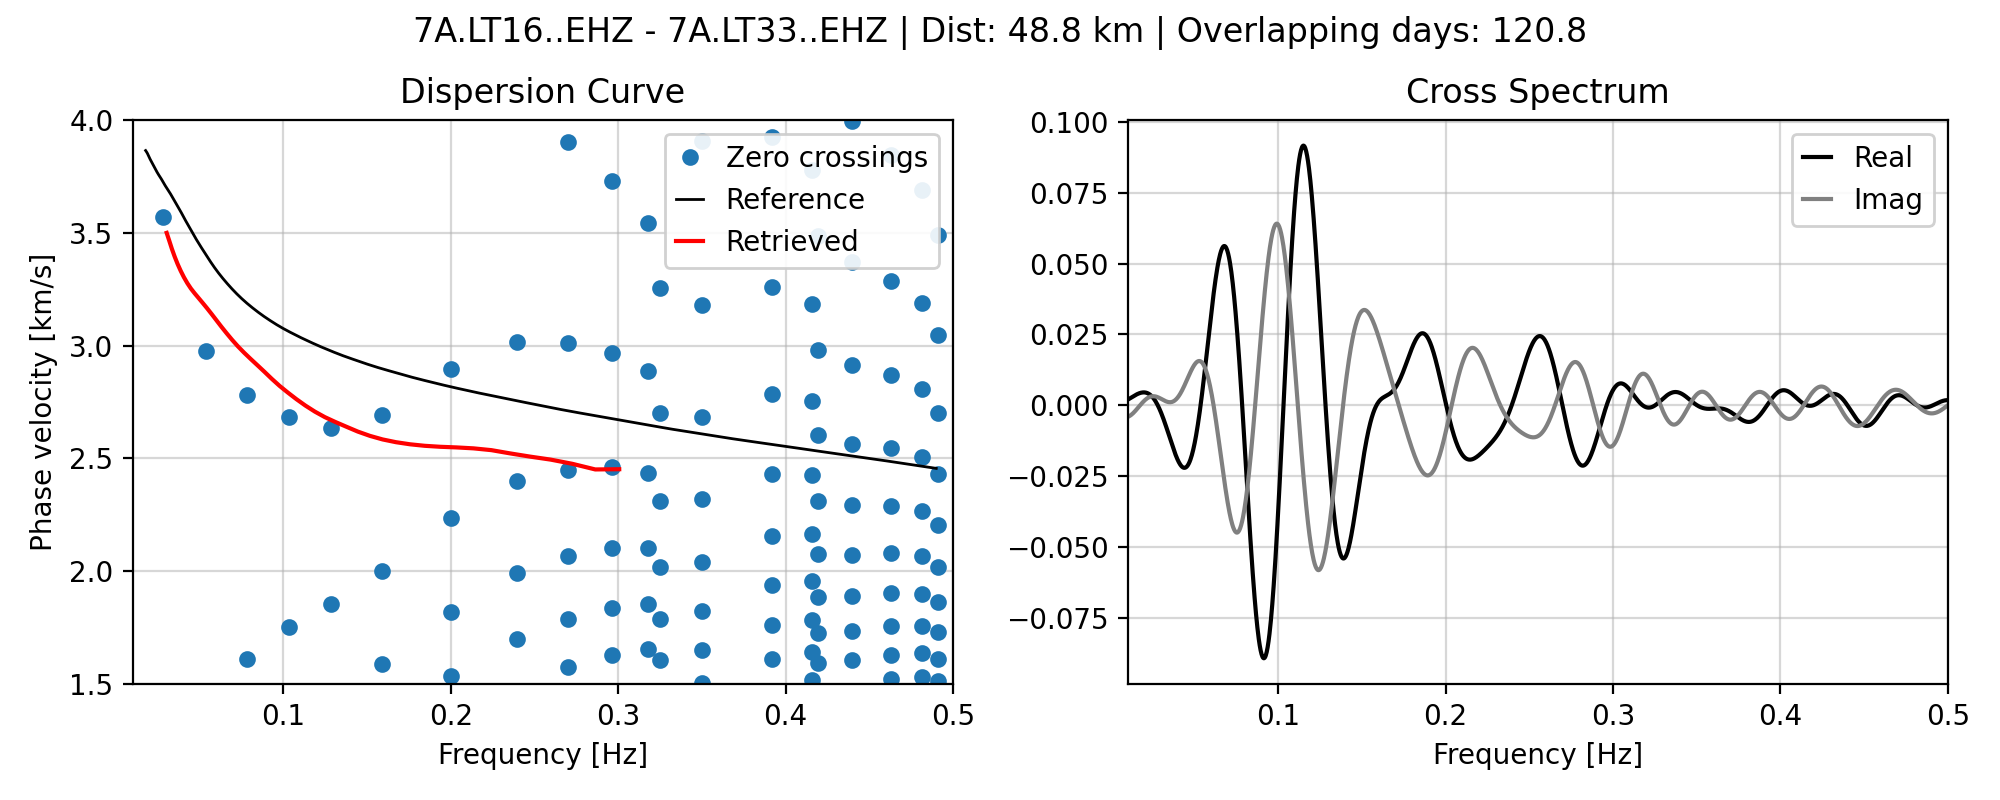 7A.LT16..EHZ - 7A.LT33..EHZ | Dist: 48.8 km | Overlapping days: 120.8
Dispersion Curve
4.0
3.5
3.0
2.5
2.0
1.5
Phase velocity [km/s]
0.1
0.2
0.3
0.4
0.5
Frequency [Hz]
Zero crossings
Reference
Retrieved
Cross Spectrum
0.100
0.075
0.050
0.025
0.000
−0.025
−0.050
−0.075
0.1
0.2
0.3
0.4
0.5
Frequency [Hz]
Real
Imag